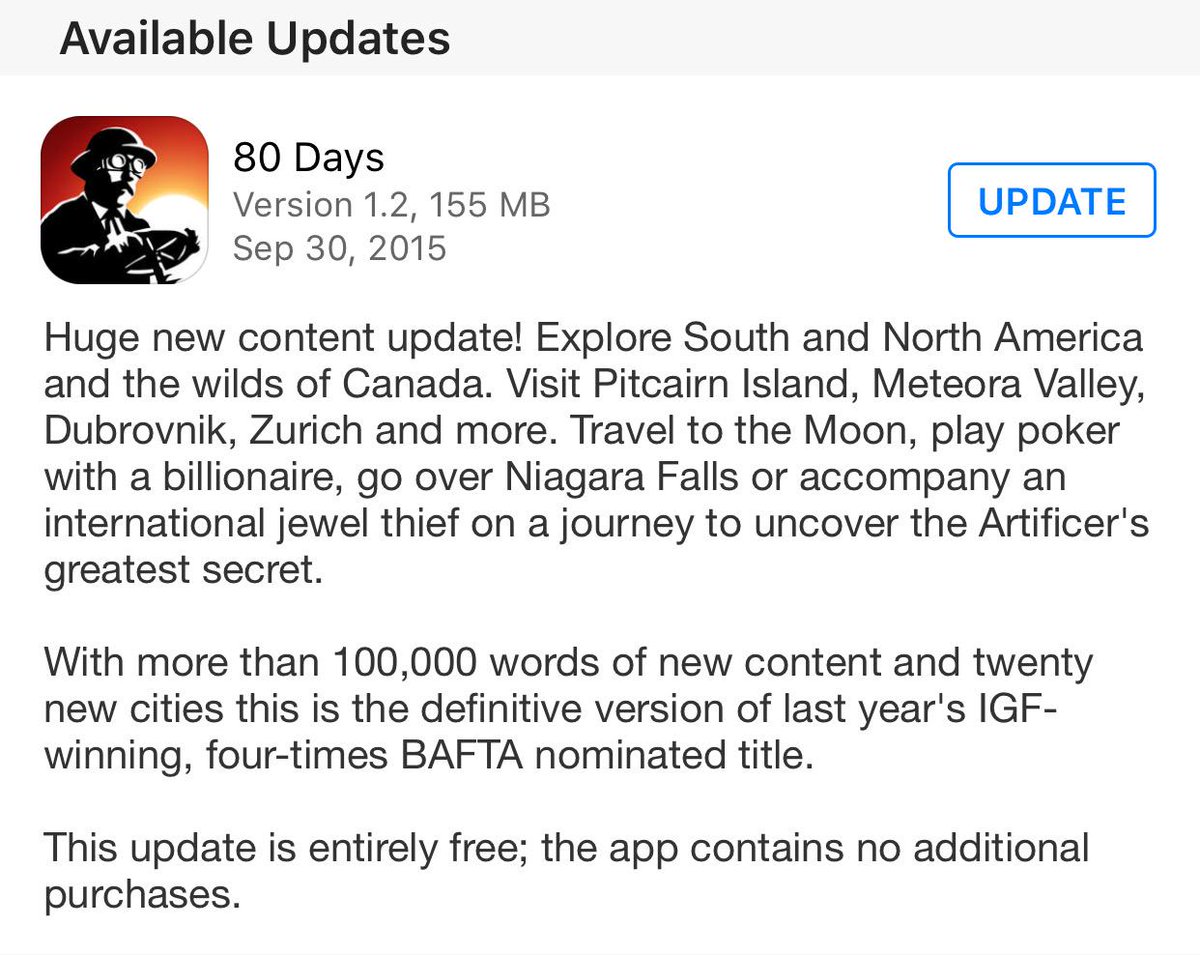 Available Updates
80 Days
Version 1.2, 155 MB
Sep 30, 2015
UPDATE
Huge new content update! Explore South and North America
and the wilds of Canada. Visit Pitcairn Island, Meteora Valley,
Dubrovnik, Zurich and more. Travel to the Moon, play poker
with a billionaire, go over Niagara Falls or accompany an
international jewel thief on a journey to uncover the Artificer's
greatest secret.
With more than 100,000 words of new content and twenty
new cities this is the definitive version of last year's IGF-
winning, four-times BAFTA nominated title.
This update is entirely free; the app contains no additional
purchases.